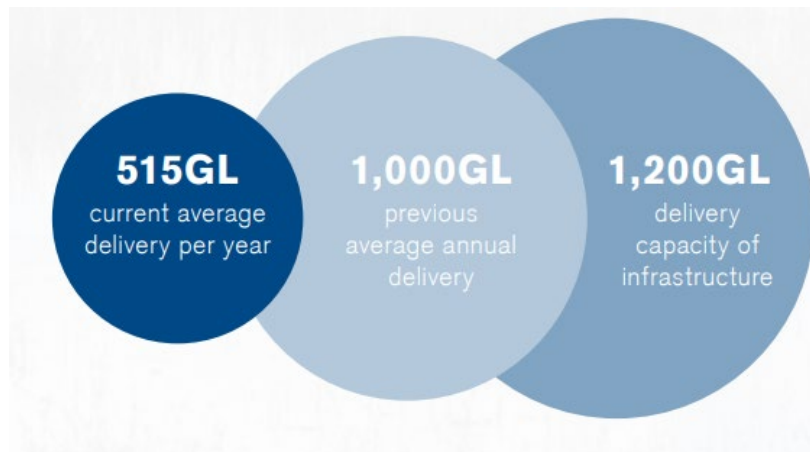 515GL
current average
delivery per year
1,000GL
previous
average annual
delivery
1,200GL
delivery
capacity of
infrastructure